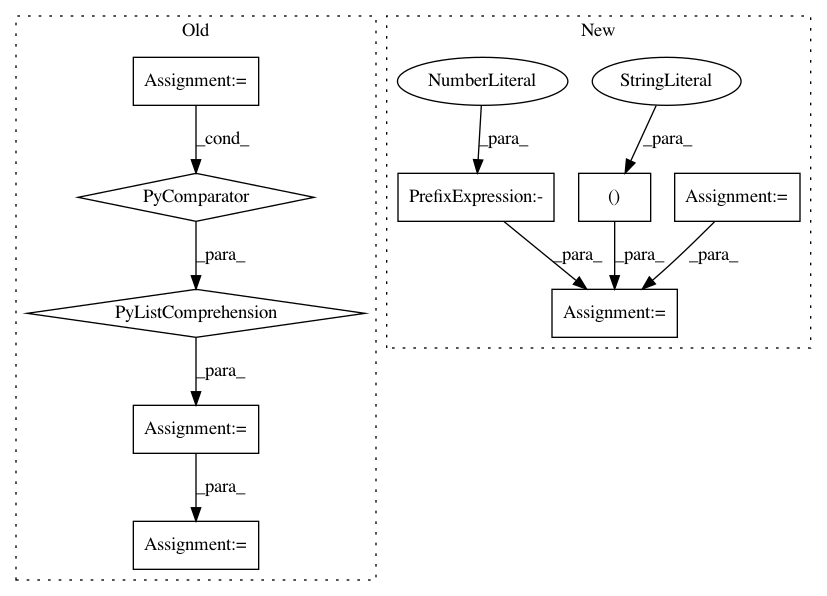 Old
New
Assignment:=
NumberLiteral
StringLiteral
_cond_
_para_
_para_
PyComparator
PrefixExpression:-
()
Assignment:=
_para_
_para_
_para_
_para_
PyListComprehension
Assignment:=
_para_
Assignment:=
_para_
Assignment:=